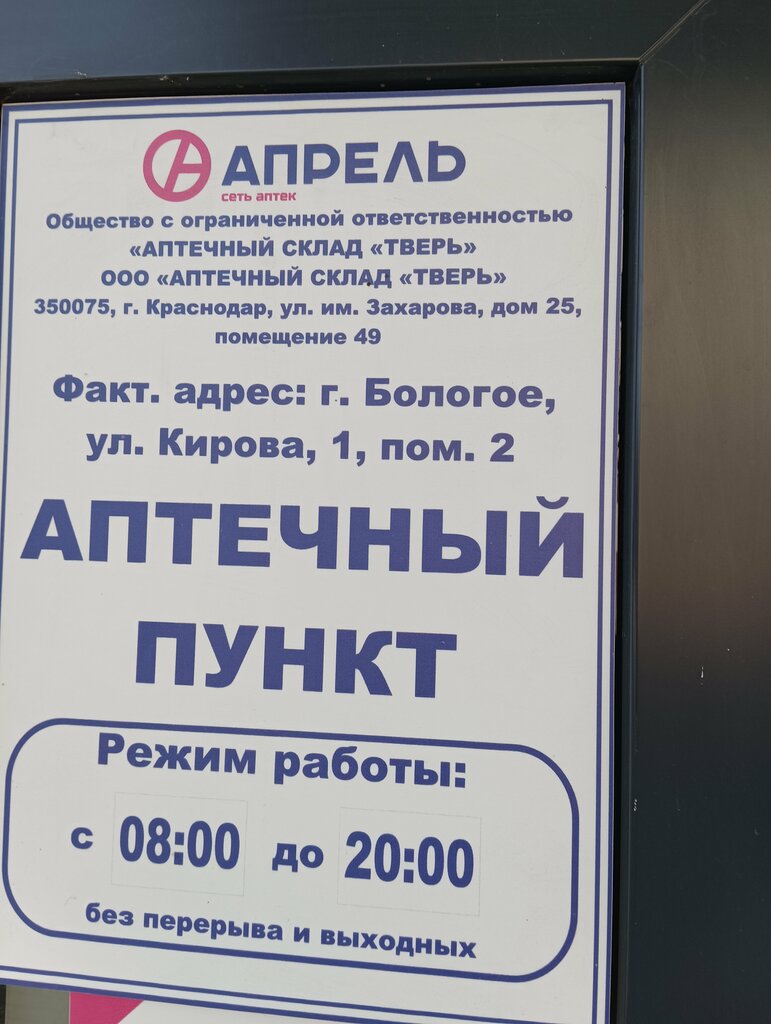 АПРЕЛЬ
сеть аптек
Общество с ограниченной ответственностью
«АПТЕЧНЫЙ СКЛАД «ТВЕРЬ»
ООО «АПТЕЧНЫЙ СКЛАД «ТВЕРЬ»
350075, г. Краснодар, ул. им. Захарова, дом 25,
помещение 49
Факт. адрес: г. Бологое,
ул. Кирова, 1, пом. 2
АПТЕЧНЫЙ
ПУНКТ
Режим работы:
с 08:00 до 20:00
без перерыва и выходных